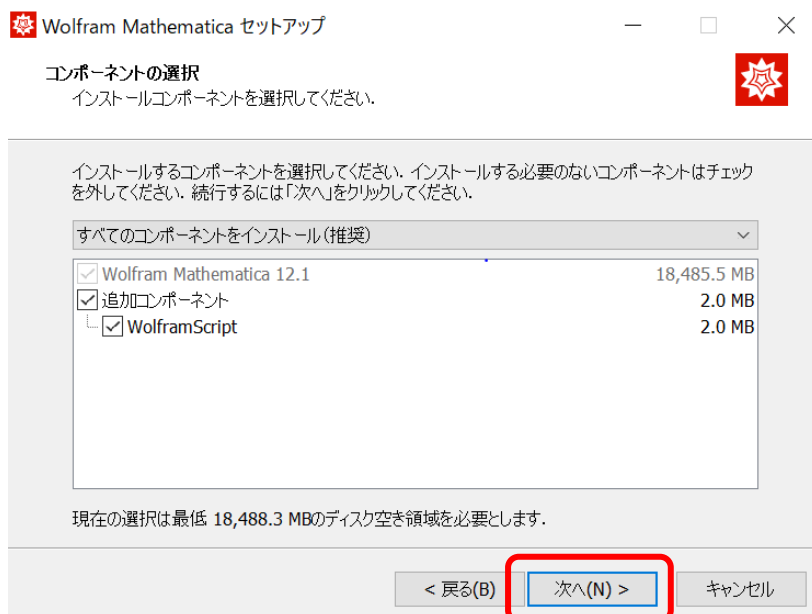 Wolfram Mathematica セットアップ
コンポーネントの選択
インストールコンポーネントを選択してください.
インストールするコンポーネントを選択してください. インストールする必要のないコンポーネントはチェック
を外してください. 続行するには「次へ」をクリックしてください.
すべてのコンポーネントをインストール(推奨)
Wolfram Mathematica 12.1 18,485.5 MB
追加コンポーネント 2.0 MB
WolframScript 2.0 MB
現在の選択は最低 18,488.3 MBのディスク空き領域を必要とします.
< 戻る(B) 次へ(N) > キャンセル